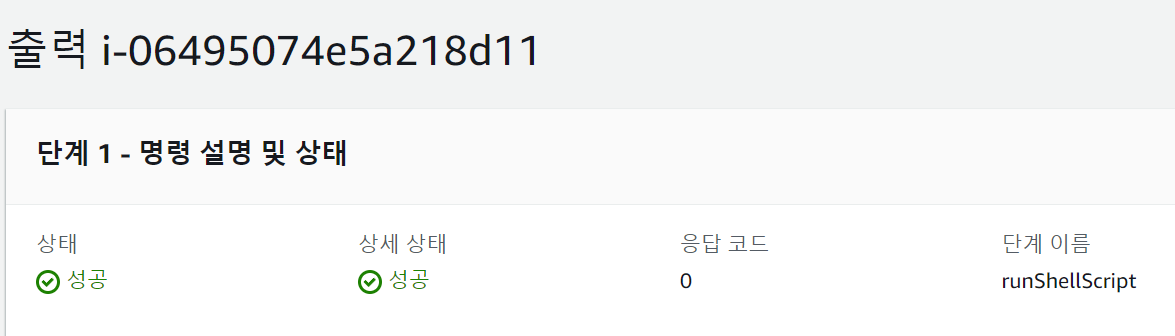 출력 i-06495074e5a218d11
단계 1 - 명령 설명 및 상태
상태 상세 상태 응답 코드 단계 이름
성공 성공 0 runShellScript